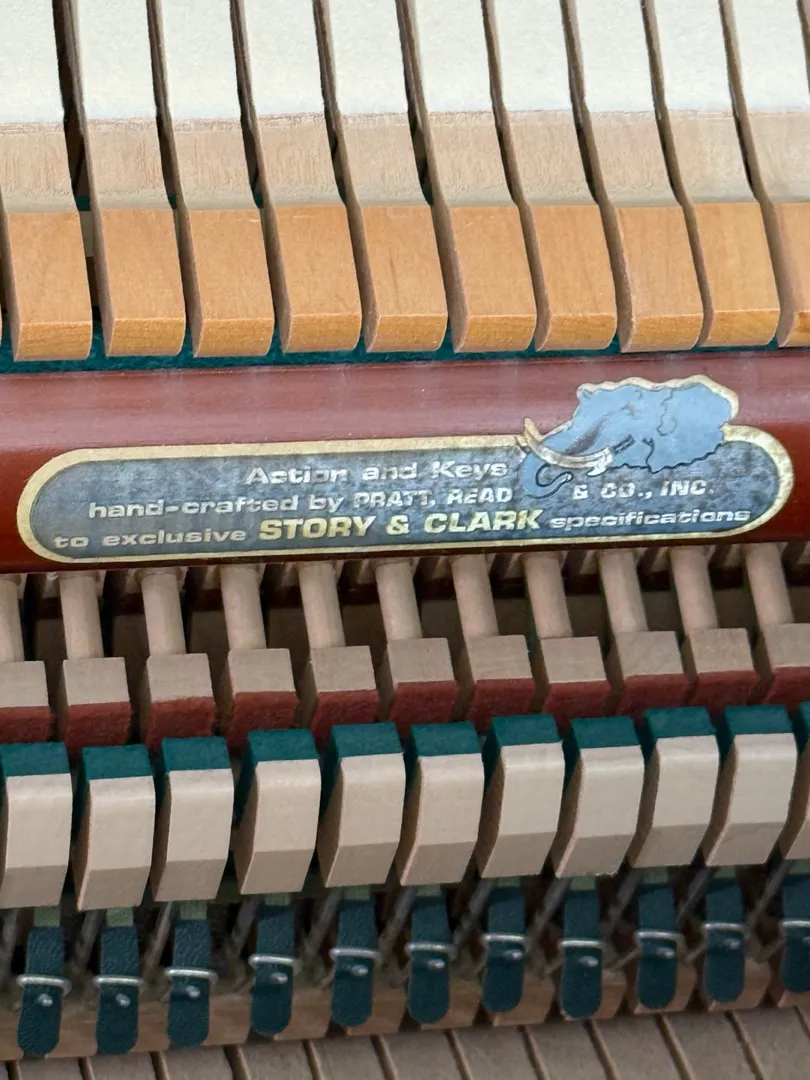 Action and Keys
hand-crafted by PRATT, READ & CO., INC.
to exclusive STORY & CLARK specifications